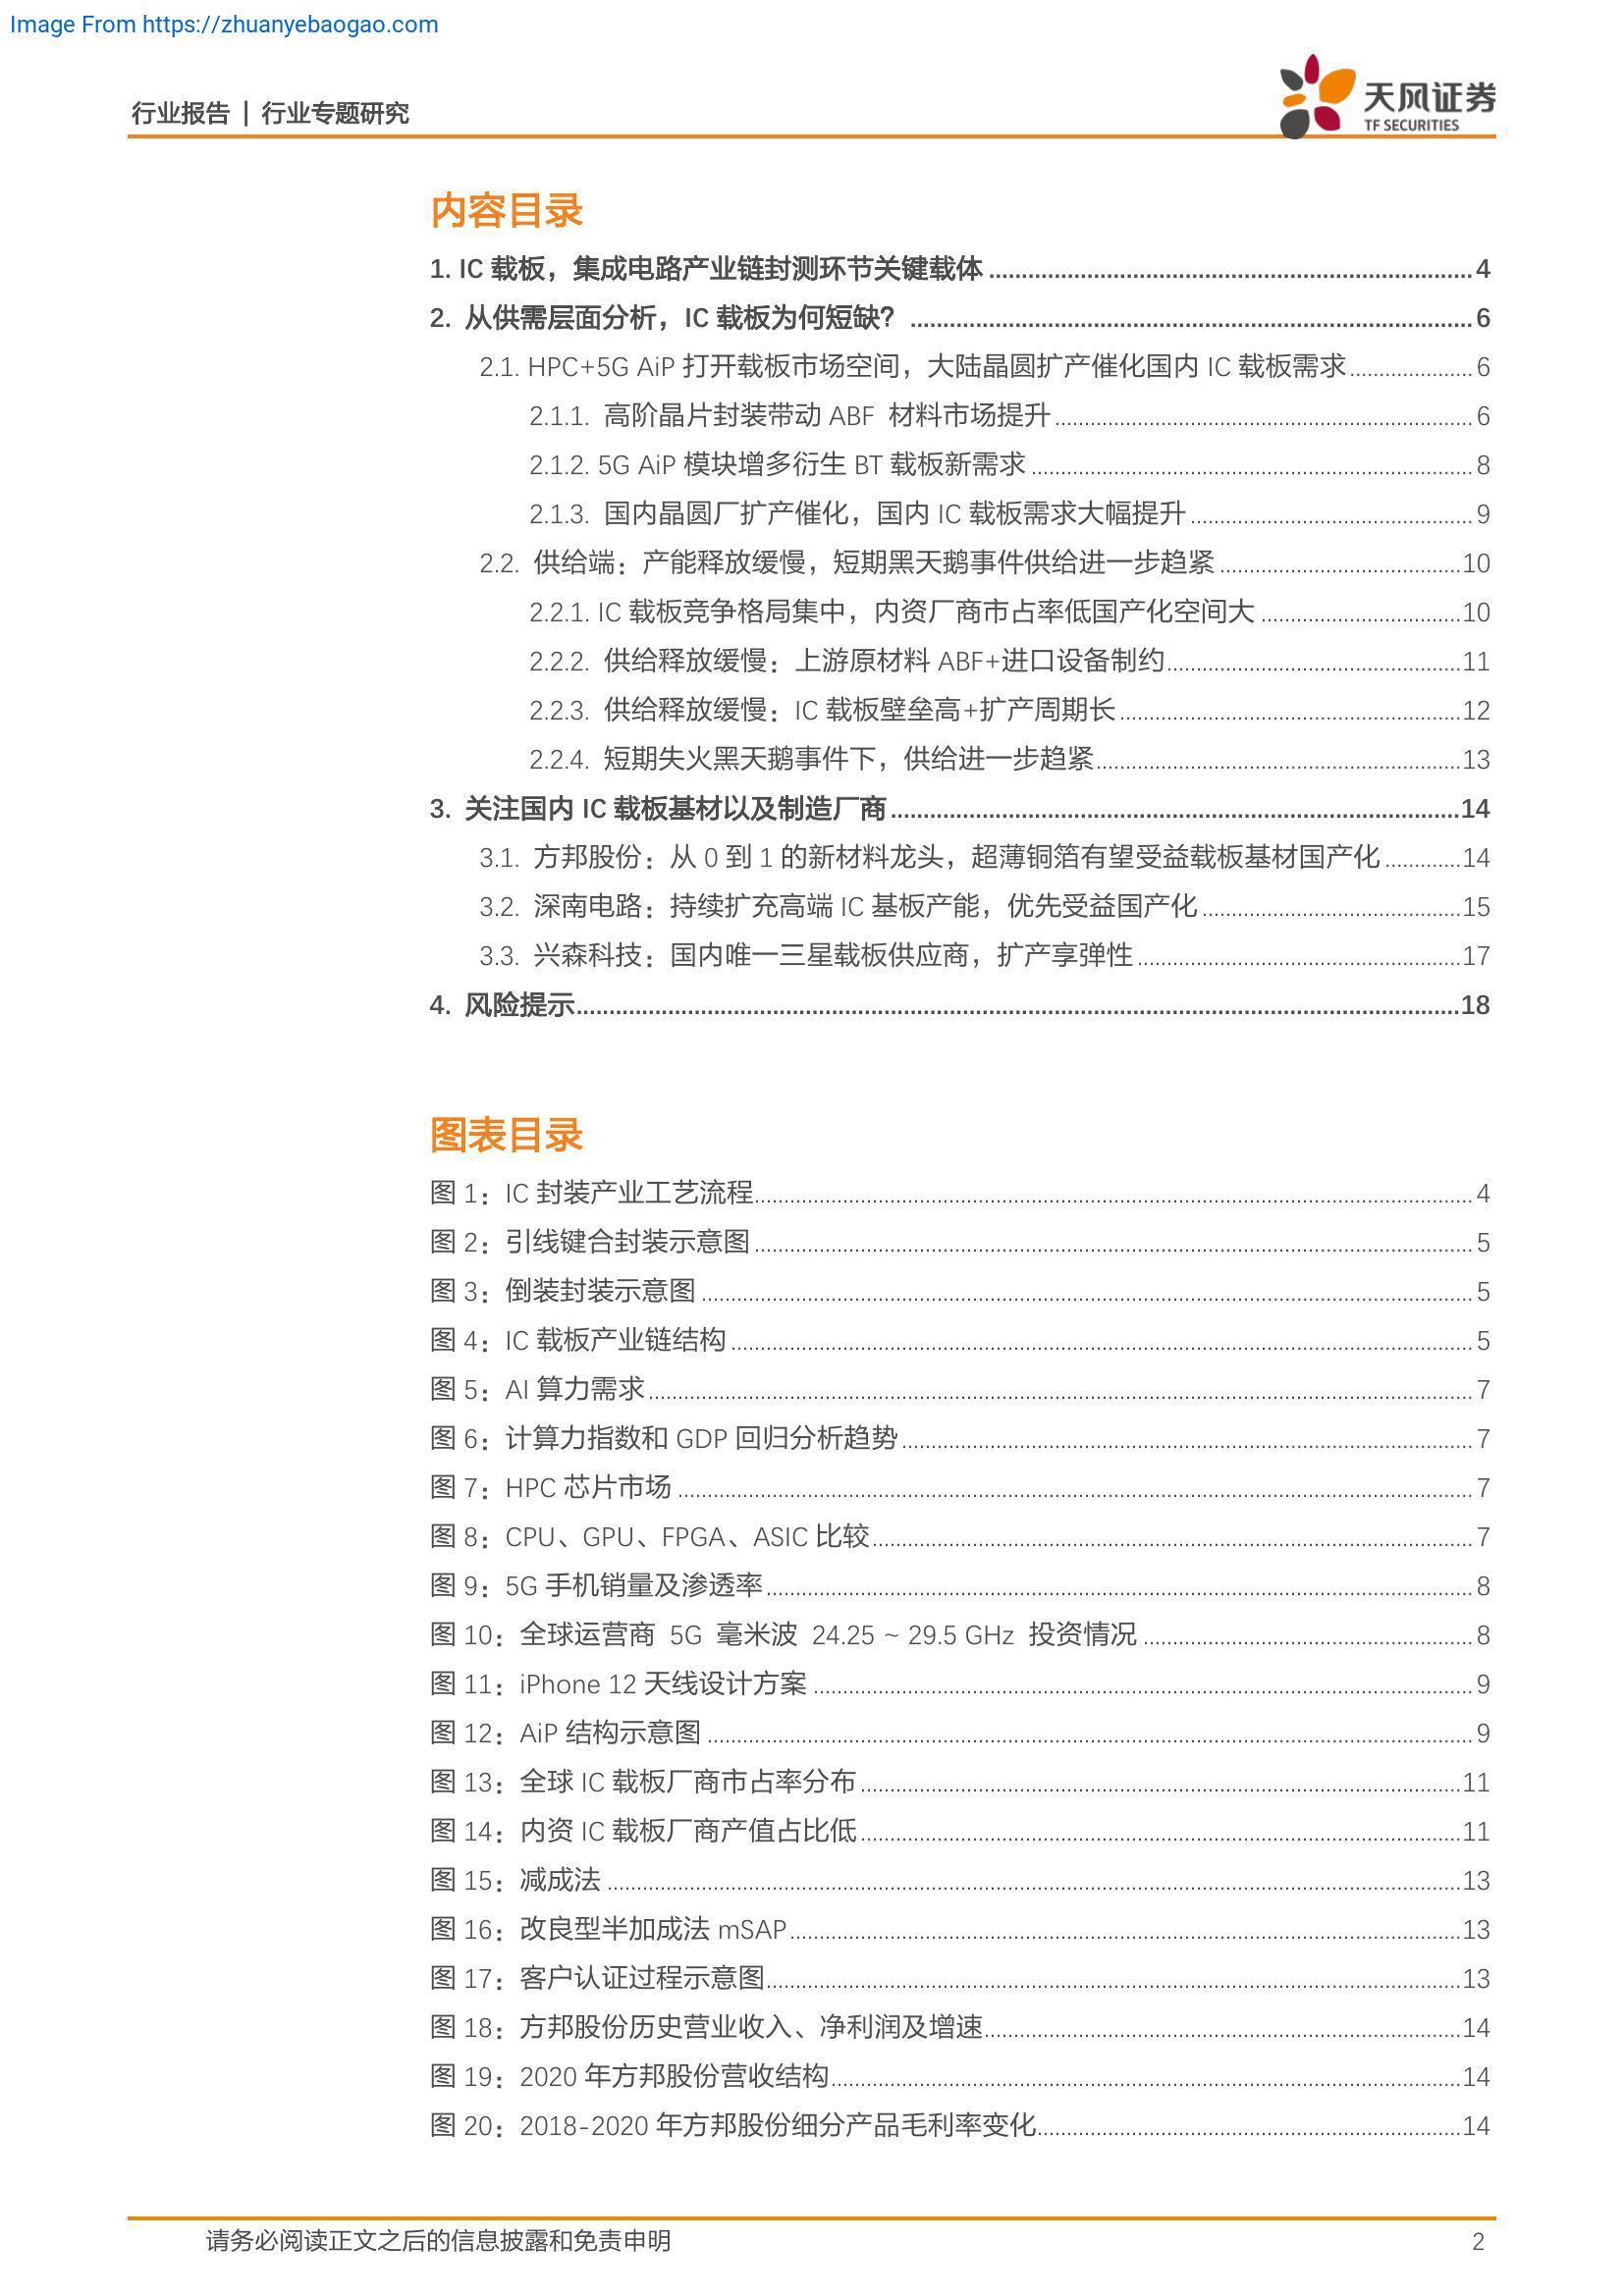 Image From https://zhuanyebaogao.com
行业报告 | 行业专题研究
天风证券
TF SECURITIES
内容目录
1. IC 载板，集成电路产业链封测环节关键载体 4
2. 从供需层面分析，IC 载板为何短缺？ 6
2.1. HPC+5G AiP 打开载板市场空间，大陆晶圆扩产催化国内 IC 载板需求 6
2.1.1. 高阶晶片封装带动 ABF 材料市场提升 6
2.1.2. 5G AiP 模块增多衍生 BT 载板新需求 8
2.1.3. 国内晶圆厂扩产催化，国内 IC 载板需求大幅提升 9
2.2. 供给端：产能释放缓慢，短期黑天鹅事件供给进一步趋紧 10
2.2.1. IC 载板竞争格局集中，内资厂商市占率低国产化空间大 10
2.2.2. 供给释放缓慢：上游原材料 ABF+进口设备制约 11
2.2.3. 供给释放缓慢：IC 载板壁垒高+扩产周期长 12
2.2.4. 短期失火黑天鹅事件下，供给进一步趋紧 13
3. 关注国内 IC 载板基材以及制造厂商 14
3.1. 方邦股份：从 0 到 1 的新材料龙头，超薄铜箔有望受益载板基材国产化 14
3.2. 深南电路：持续扩充高端 IC 基板产能，优先受益国产化 15
3.3. 兴森科技：国内唯一三星载板供应商，扩产享弹性 17
4. 风险提示 18
图表目录
图 1：IC 封装产业工艺流程 4
图 2：引线键合封装示意图 5
图 3：倒装封装示意图 5
图 4：IC 载板产业链结构 5
图 5：AI 算力需求 7
图 6：计算力指数和 GDP 回归分析趋势 7
图 7：HPC 芯片市场 7
图 8：CPU、GPU、FPGA、ASIC 比较 7
图 9：5G 手机销量及渗透率 8
图 10：全球运营商 5G 毫米波 24.25 ~ 29.5 GHz 投资情况 8
图 11：iPhone 12 天线设计方案 9
图 12：AiP 结构示意图 9
图 13：全球 IC 载板厂商市占率分布 11
图 14：内资 IC 载板厂商产值占比低 11
图 15：减成法 13
图 16：改良型半加成法 mSAP 13
图 17：客户认证过程示意图 13
图 18：方邦股份历史营业收入、净利润及增速 14
图 19：2020 年方邦股份营收结构 14
图 20：2018-2020 年方邦股份细分产品毛利率变化 14
请务必阅读正文之后的信息披露和免责申明 2